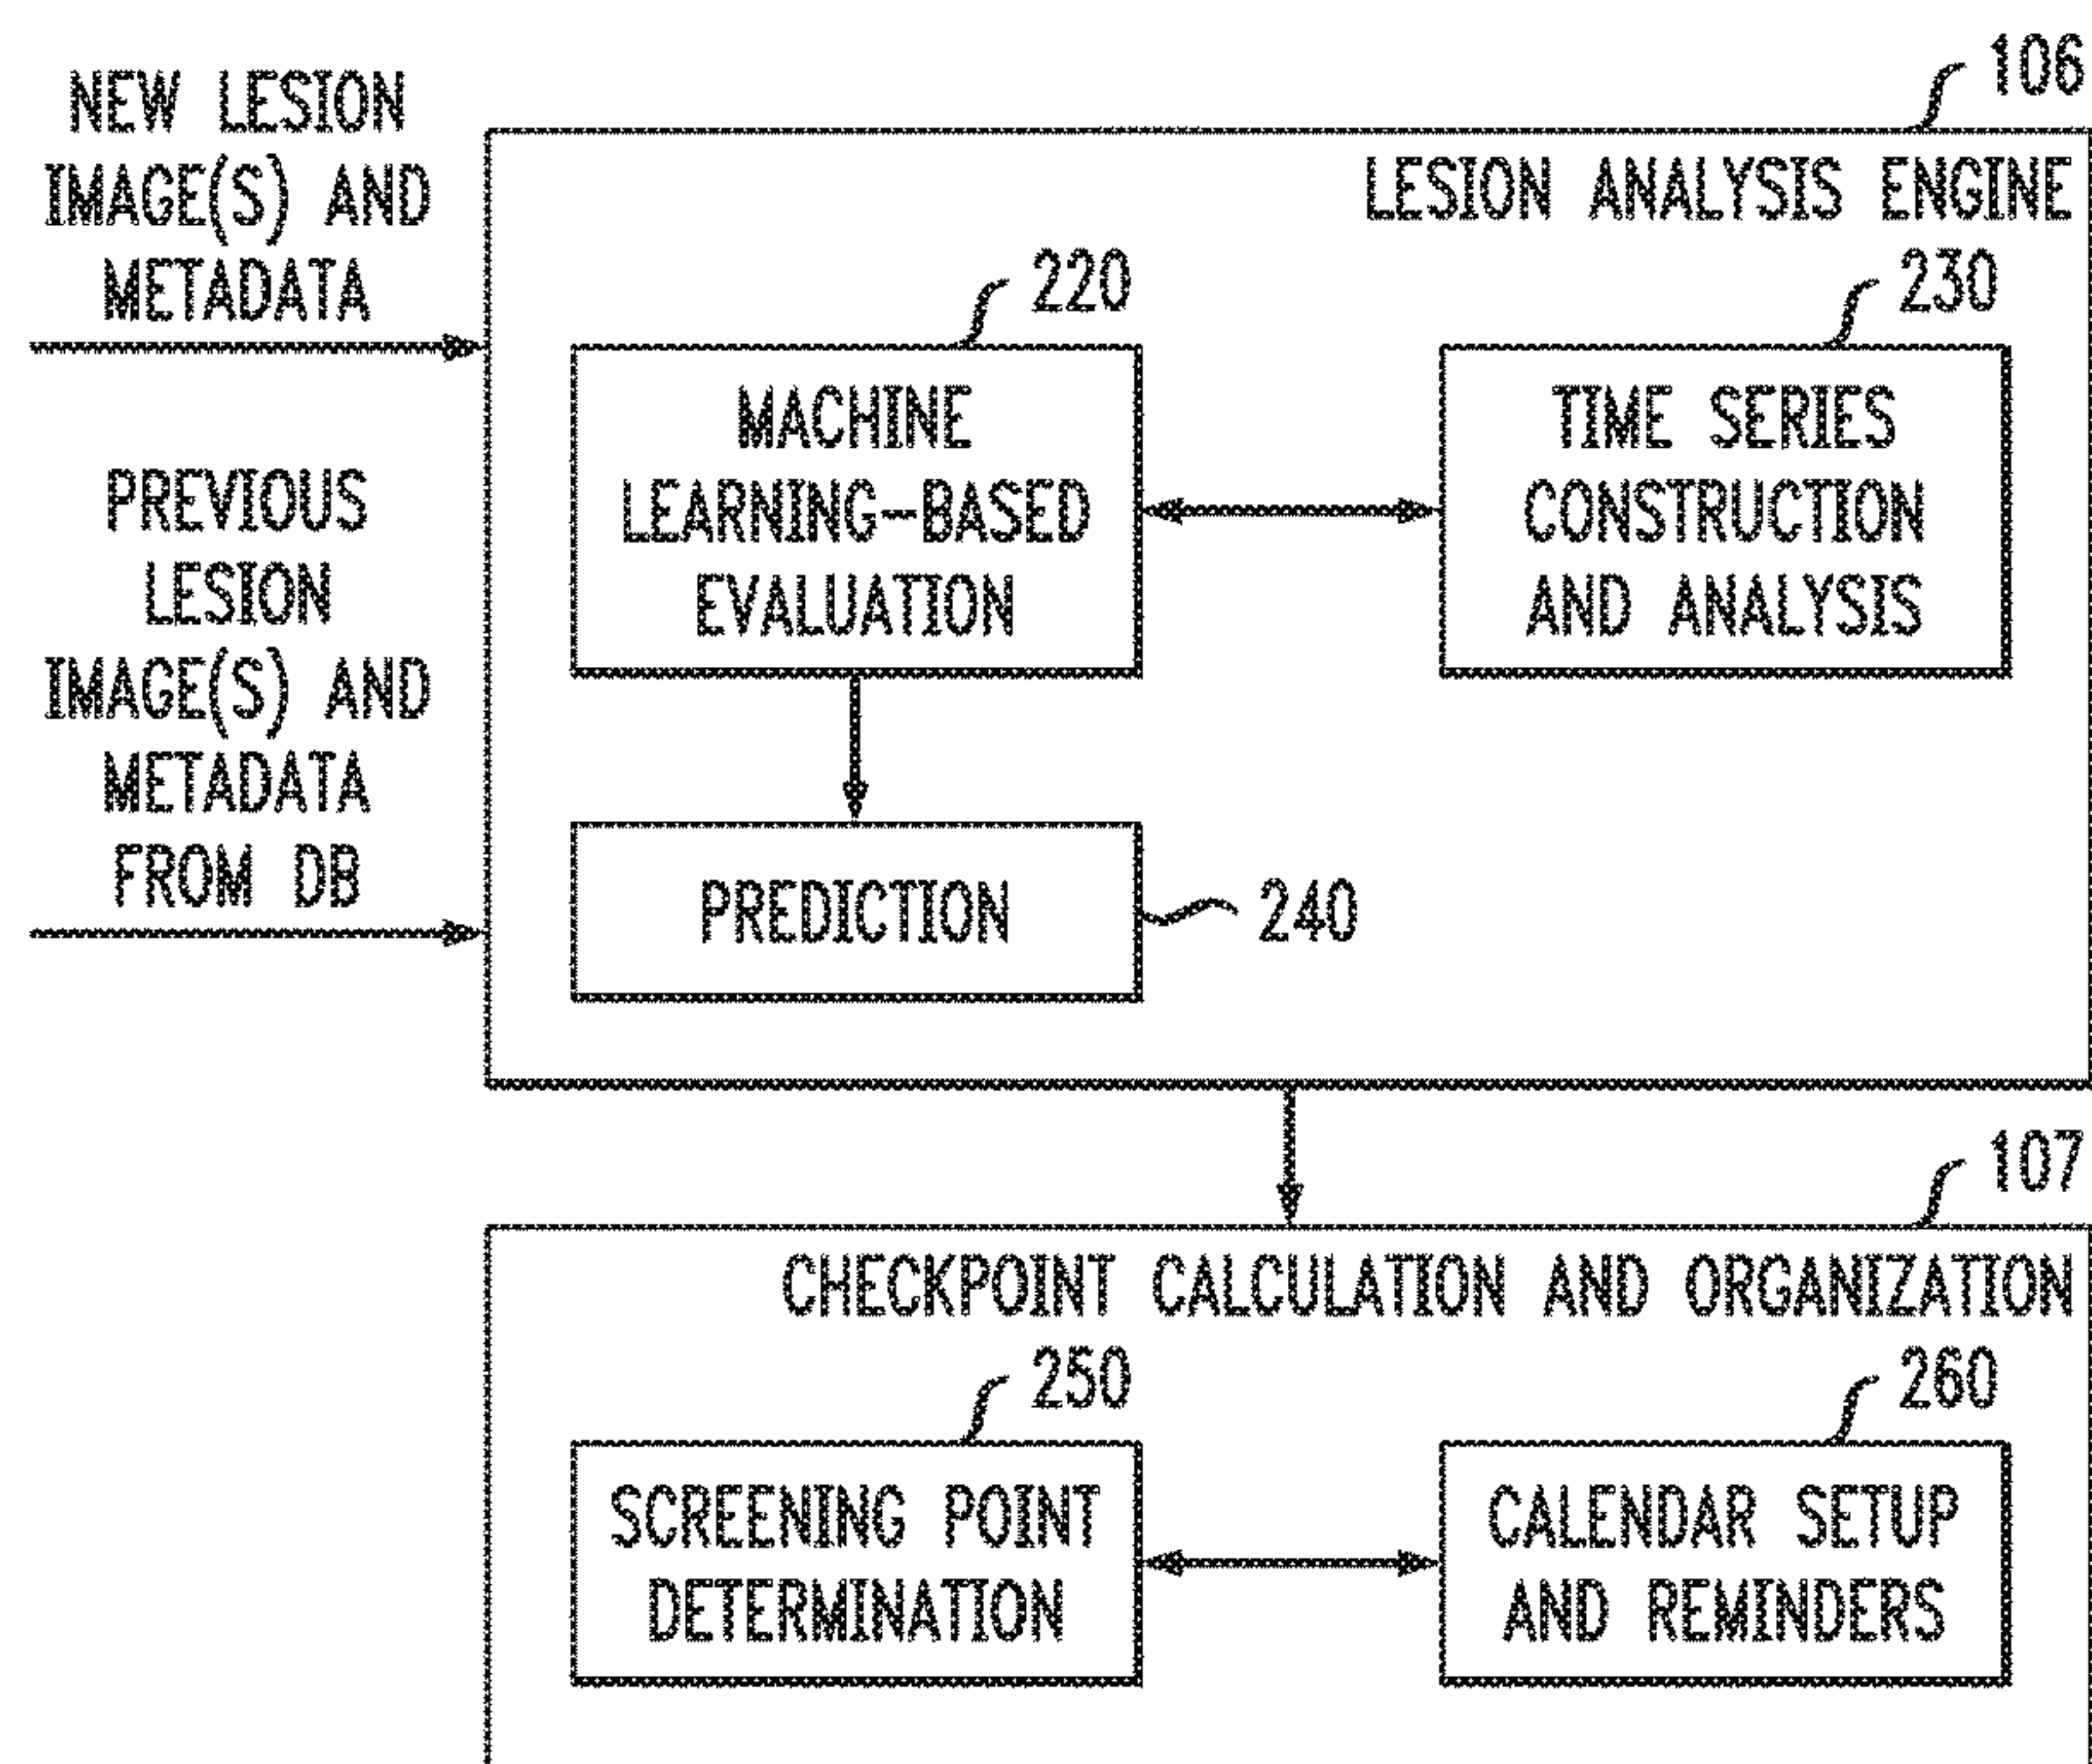 NEW LESION
IMAGE(S) AND
METADATA
PREVIOUS
LESION
IMAGE(S) AND
METADATA
FROM DB
106
LESION ANALYSIS ENGINE
220
230
MACHINE
LEARNING-BASED
EVALUATION
TIME SERIES
CONSTRUCTION
AND ANALYSIS
PREDICTION
240
107
CHECKPOINT CALCULATION AND ORGANIZATION
250
260
SCREENING POINT
DETERMINATION
CALENDAR SETUP
AND REMINDERS